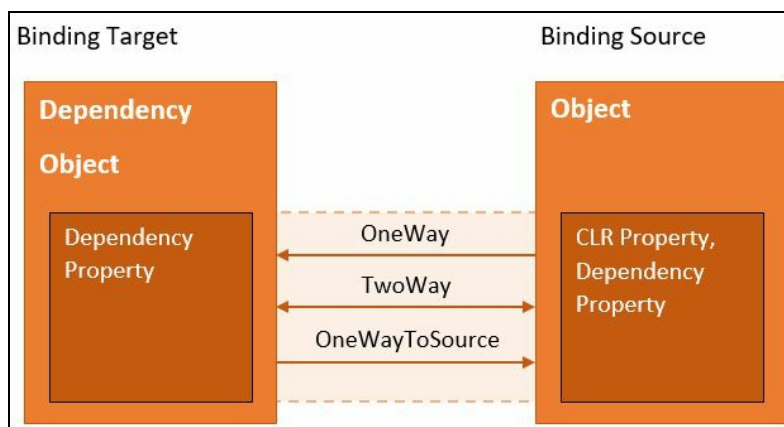 Binding Target
Binding Source
Dependency
Object
Object
Dependency
Property
OneWay
TwoWay
OneWayToSource
CLR Property,
Dependency
Property